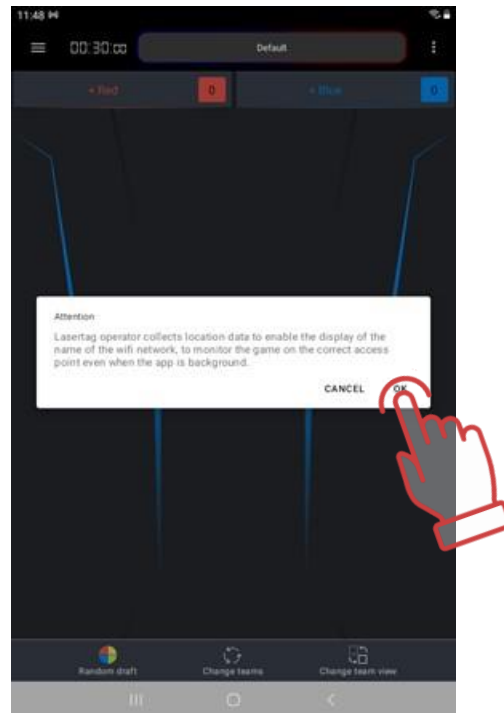 11:48
00:30:00
Default
+ Red
0
+ Blue
0
Attention
Lasertag operator collects location data to enable the display of the
name of the wifi network, to monitor the game on the correct access
point even when the app is background.
CANCEL
OK
Random draft
Change teams
Change team view